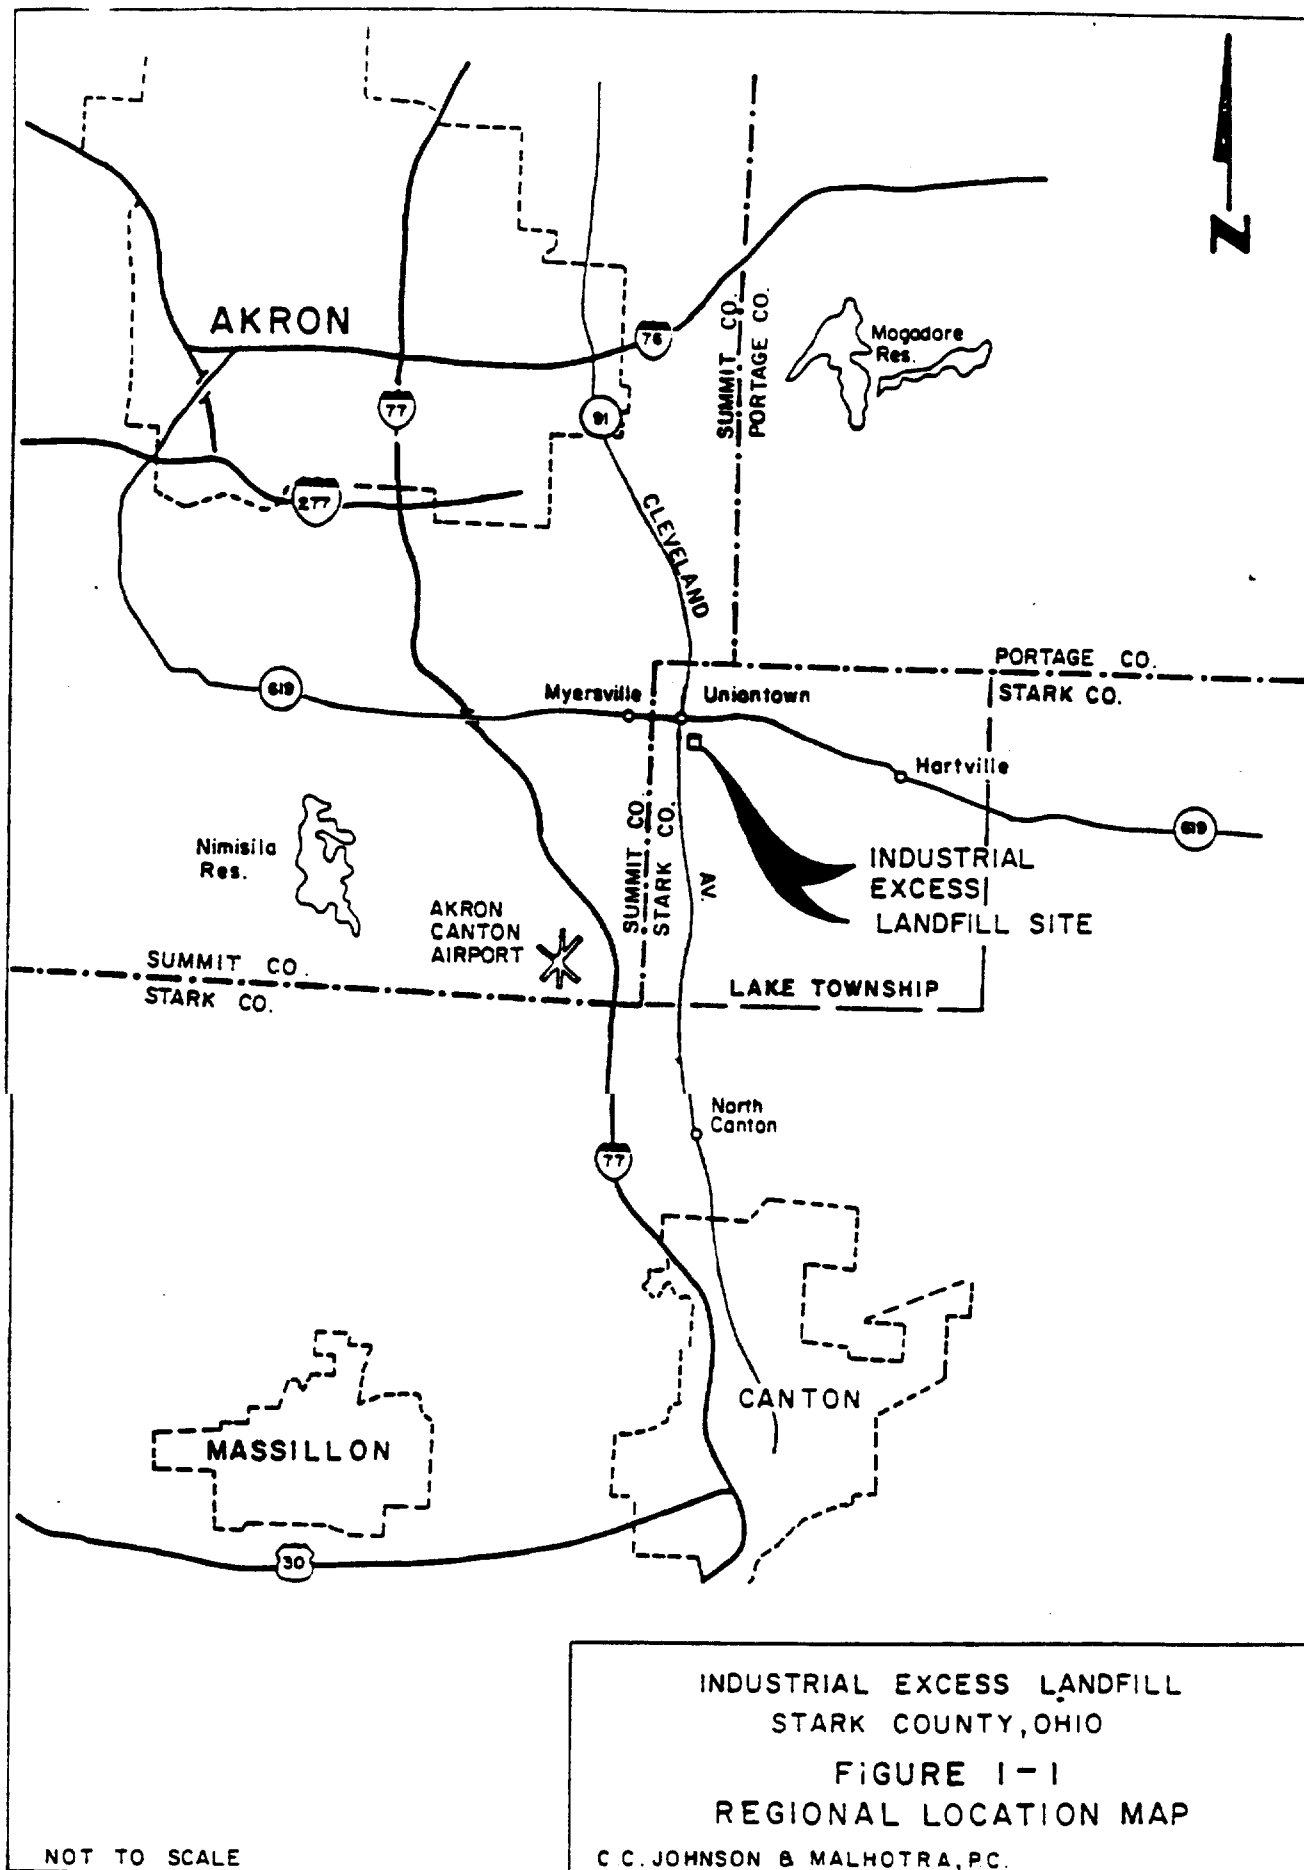 N
AKRON
76
SUMMIT CO.
PORTAGE CO.
Mogadore
Res.
77
91
277
CLEVELAND
PORTAGE CO.
STARK CO.
619
Myersville
Uniontown
Hartville
619
SUMMIT CO.
STARK CO.
Nimisila
Res.
AV.
INDUSTRIAL
EXCESS
LANDFILL SITE
AKRON
CANTON
AIRPORT
SUMMIT CO.
STARK CO.
LAKE TOWNSHIP
North
Canton
77
CANTON
MASSILLON
30
INDUSTRIAL EXCESS LANDFILL
STARK COUNTY, OHIO
FIGURE 1-1
REGIONAL LOCATION MAP
NOT TO SCALE
C.C. JOHNSON & MALHOTRA, P.C.